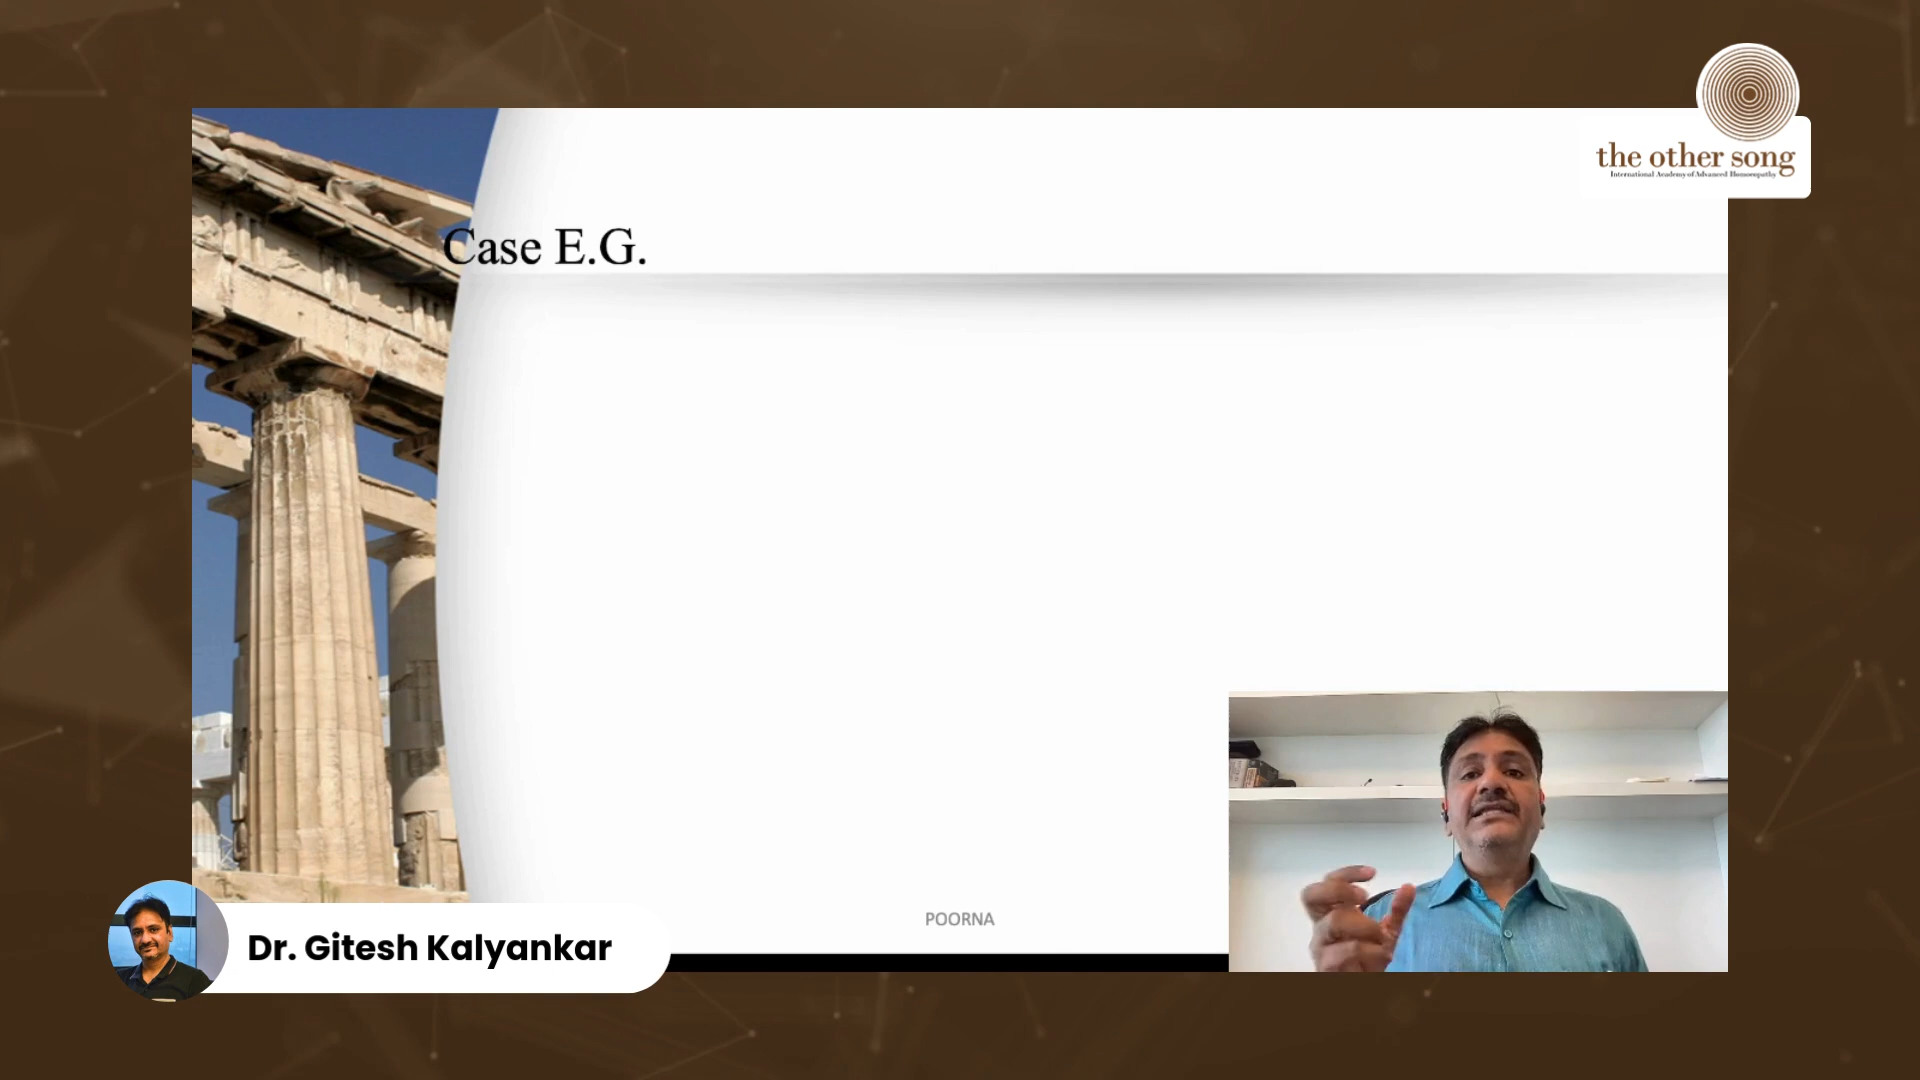 the other song
International Academy of Advanced Homoeopathy
Case E.G.
POORNA
Dr. Gitesh Kalyankar